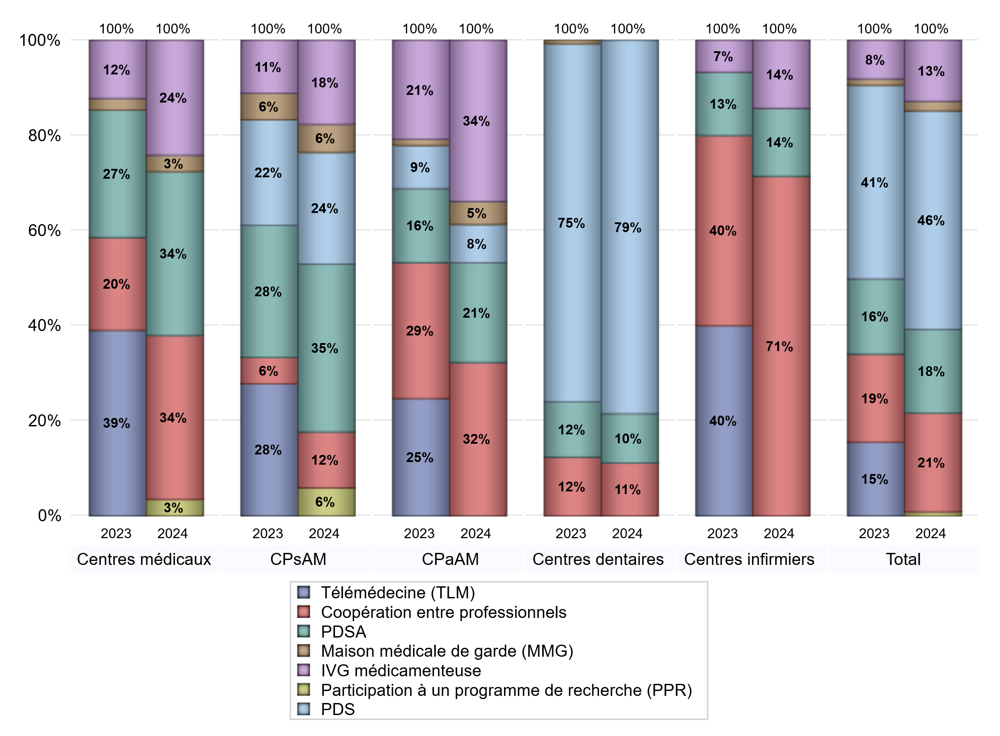 100% 100% 100% 100% 100% 100% 100% 100% 100% 100% 100% 100%
100%
80%
60%
40%
20%
0%
12% 27% 20% 39%
24% 3% 34% 34% 3%
11% 6% 22% 28% 6% 28%
18% 6% 24% 35% 12% 6%
21% 9% 16% 29% 25%
34% 5% 8% 21% 32%
75% 12% 12%
79% 10% 11%
7% 13% 40% 40%
14% 14% 71%
8% 41% 16% 19% 15%
13% 46% 18% 21%
2023 2024 2023 2024 2023 2024 2023 2024 2023 2024 2023 2024
Centres médicaux CPsAM CPaAM Centres dentaires Centres infirmiers Total
Télémédecine (TLM)
Coopération entre professionnels
PDSA
Maison médicale de garde (MMG)
IVG médicamenteuse
Participation à un programme de recherche (PPR)
PDS